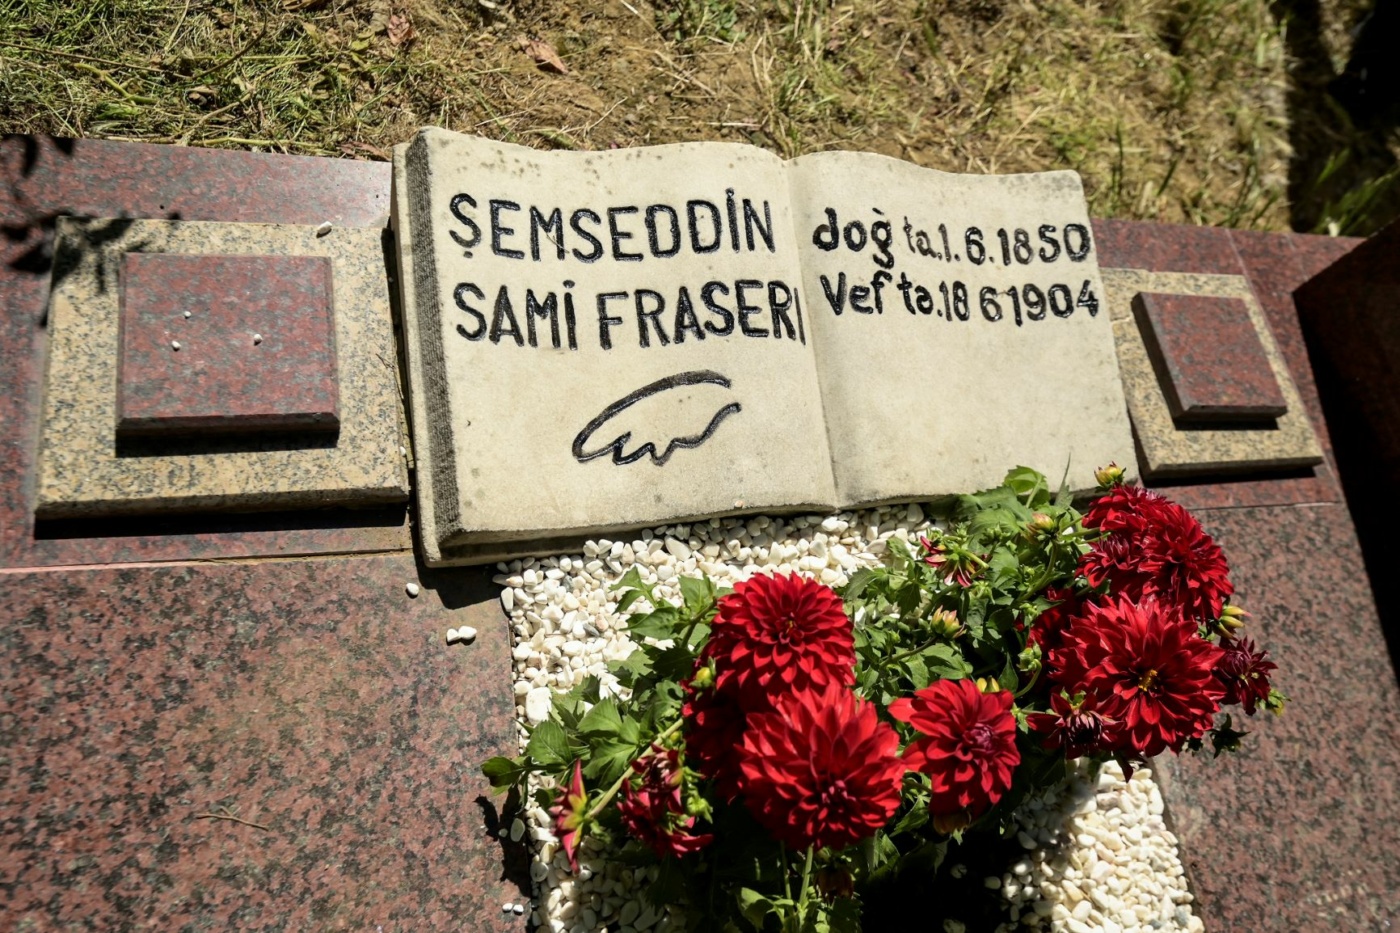 ŞEMSEDDİN
SAMİ FRASERI
doğ ta.1.6.1850
Vef ta.18 6 1904